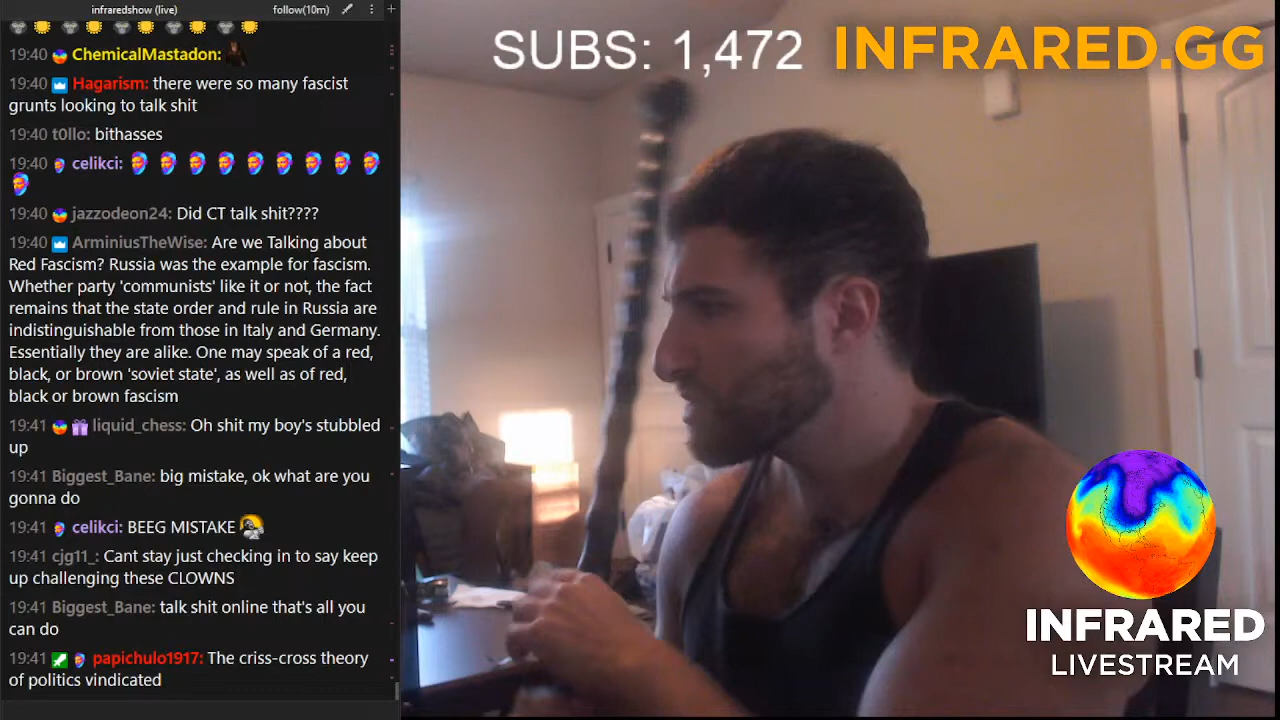 infraredshow (live) follow(10m)
19:40 ChemicalMastadon:
19:40 Hagarism: there were so many fascist
grunts looking to talk shit
19:40 t0llo: bithasses
19:40 celikci:
19:40 jazzodeon24: Did CT talk shit????
19:40 ArminiusTheWise: Are we Talking about
Red Fascism? Russia was the example for fascism.
Whether party 'communists' like it or not, the fact
remains that the state order and rule in Russia are
indistinguishable from those in Italy and Germany.
Essentially they are alike. One may speak of a red,
black, or brown 'soviet state', as well as of red,
black or brown fascism
19:41 liquid_chess: Oh shit my boy's stubbled
up
19:41 Biggest_Bane: big mistake, ok what are you
gonna do
19:41 celikci: BEEG MISTAKE
19:41 cjg11_: Cant stay just checking in to say keep
up challenging these CLOWNS
19:41 Biggest_Bane: talk shit online that's all you
can do
19:41 papichulo1917: The criss-cross theory
of politics vindicated
SUBS: 1,472 INFRARED.GG
INFRARED
LIVESTREAM